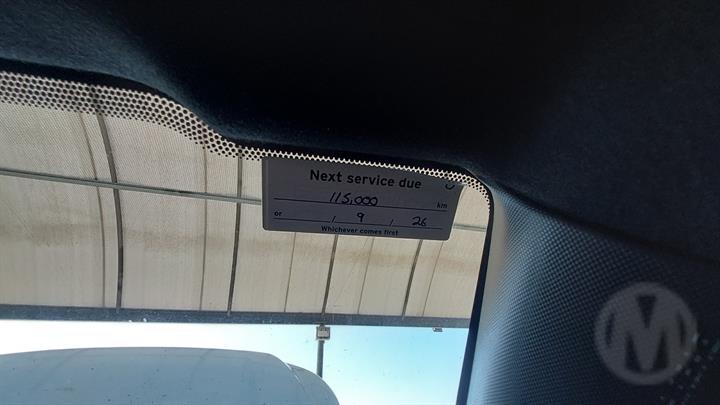 Next service due
115,000 km
or / 9 / 26
Whichever comes first
M